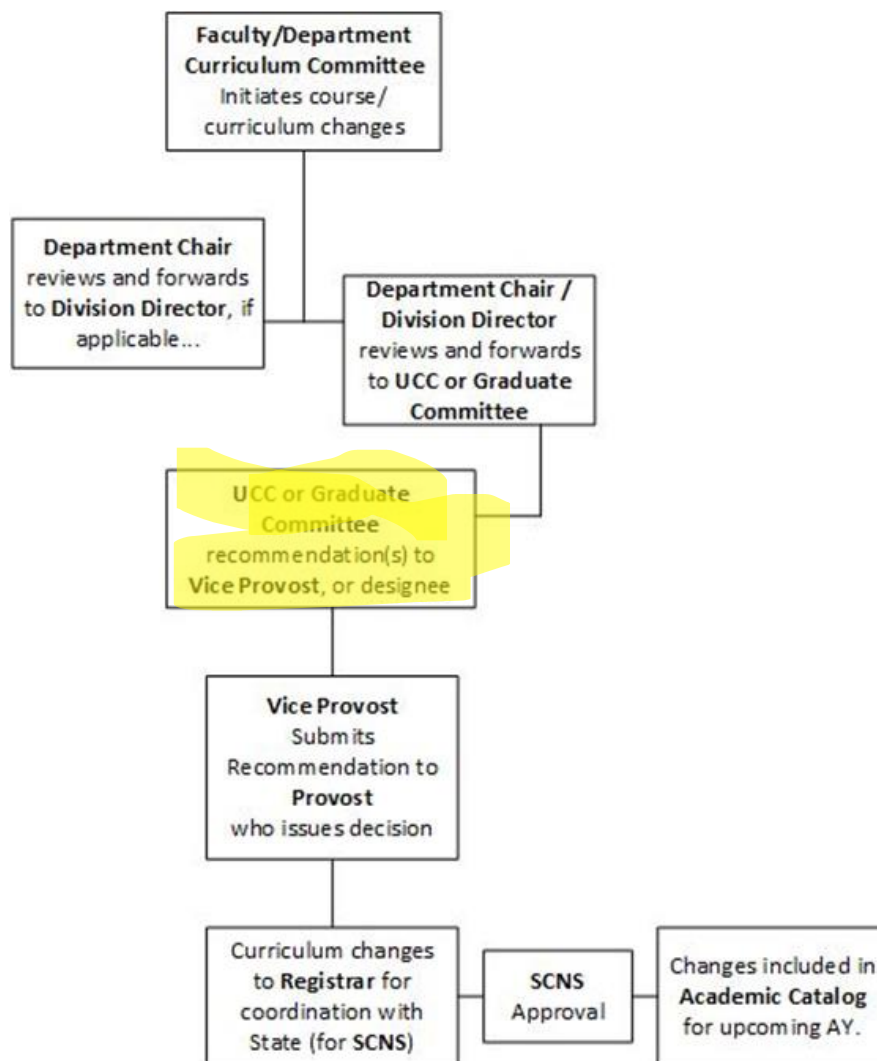 Faculty/Department
Curriculum Committee
Initiates course/
curriculum changes
Department Chair
reviews and forwards
to Division Director, if
applicable...
Department Chair /
Division Director
reviews and forwards
to UCC or Graduate
Committee
UCC or Graduate
Committee
recommendation(s) to
Vice Provost, or designee
Vice Provost
Submits
Recommendation to
Provost
who issues decision
Curriculum changes
to Registrar for
coordination with
State (for SCNS)
SCNS
Approval
Changes included in
Academic Catalog
for upcoming AY.